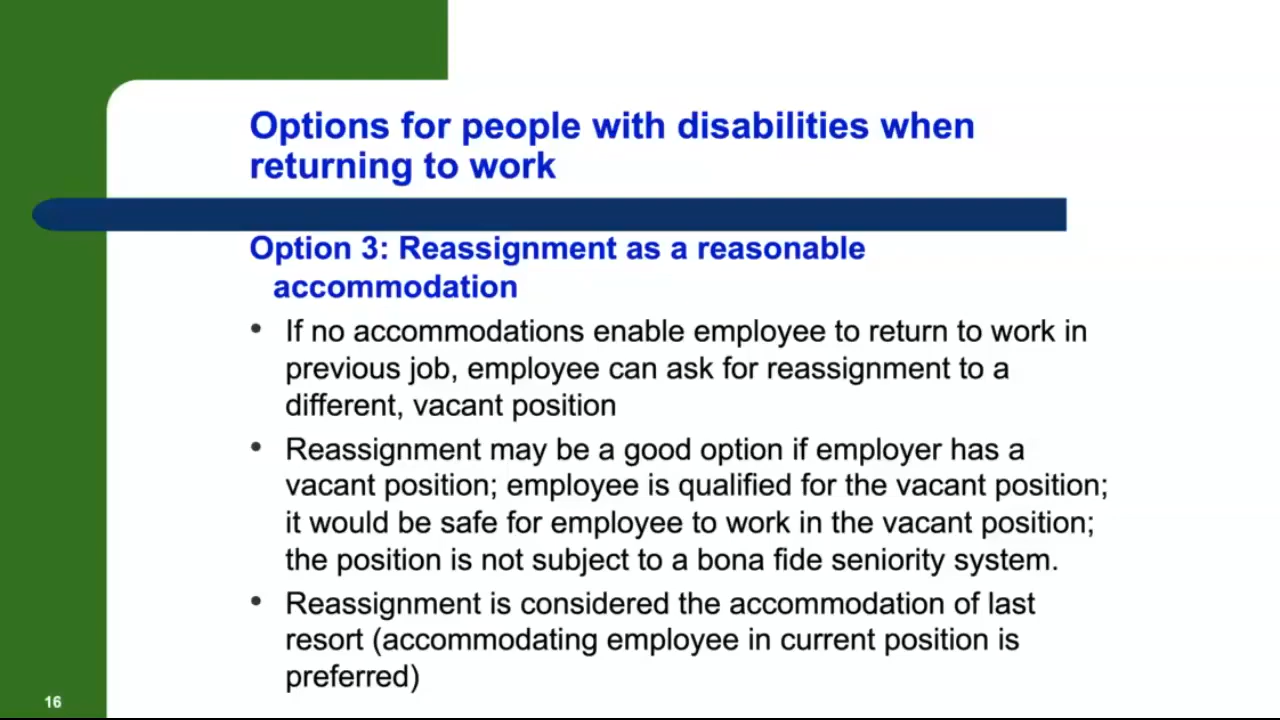 Options for people with disabilities when
returning to work
Option 3: Reassignment as a reasonable
accommodation
• If no accommodations enable employee to return to work in
previous job, employee can ask for reassignment to a
different, vacant position
• Reassignment may be a good option if employer has a
vacant position; employee is qualified for the vacant position;
it would be safe for employee to work in the vacant position;
the position is not subject to a bona fide seniority system.
• Reassignment is considered the accommodation of last
resort (accommodating employee in current position is
preferred)
16